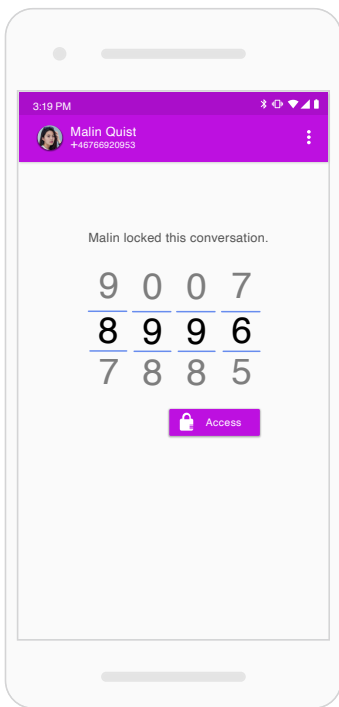 3:19 PM
Malin Quist
+46766920953
Malin locked this conversation.
9 0 0 7
8 9 9 6
7 8 8 5
Access